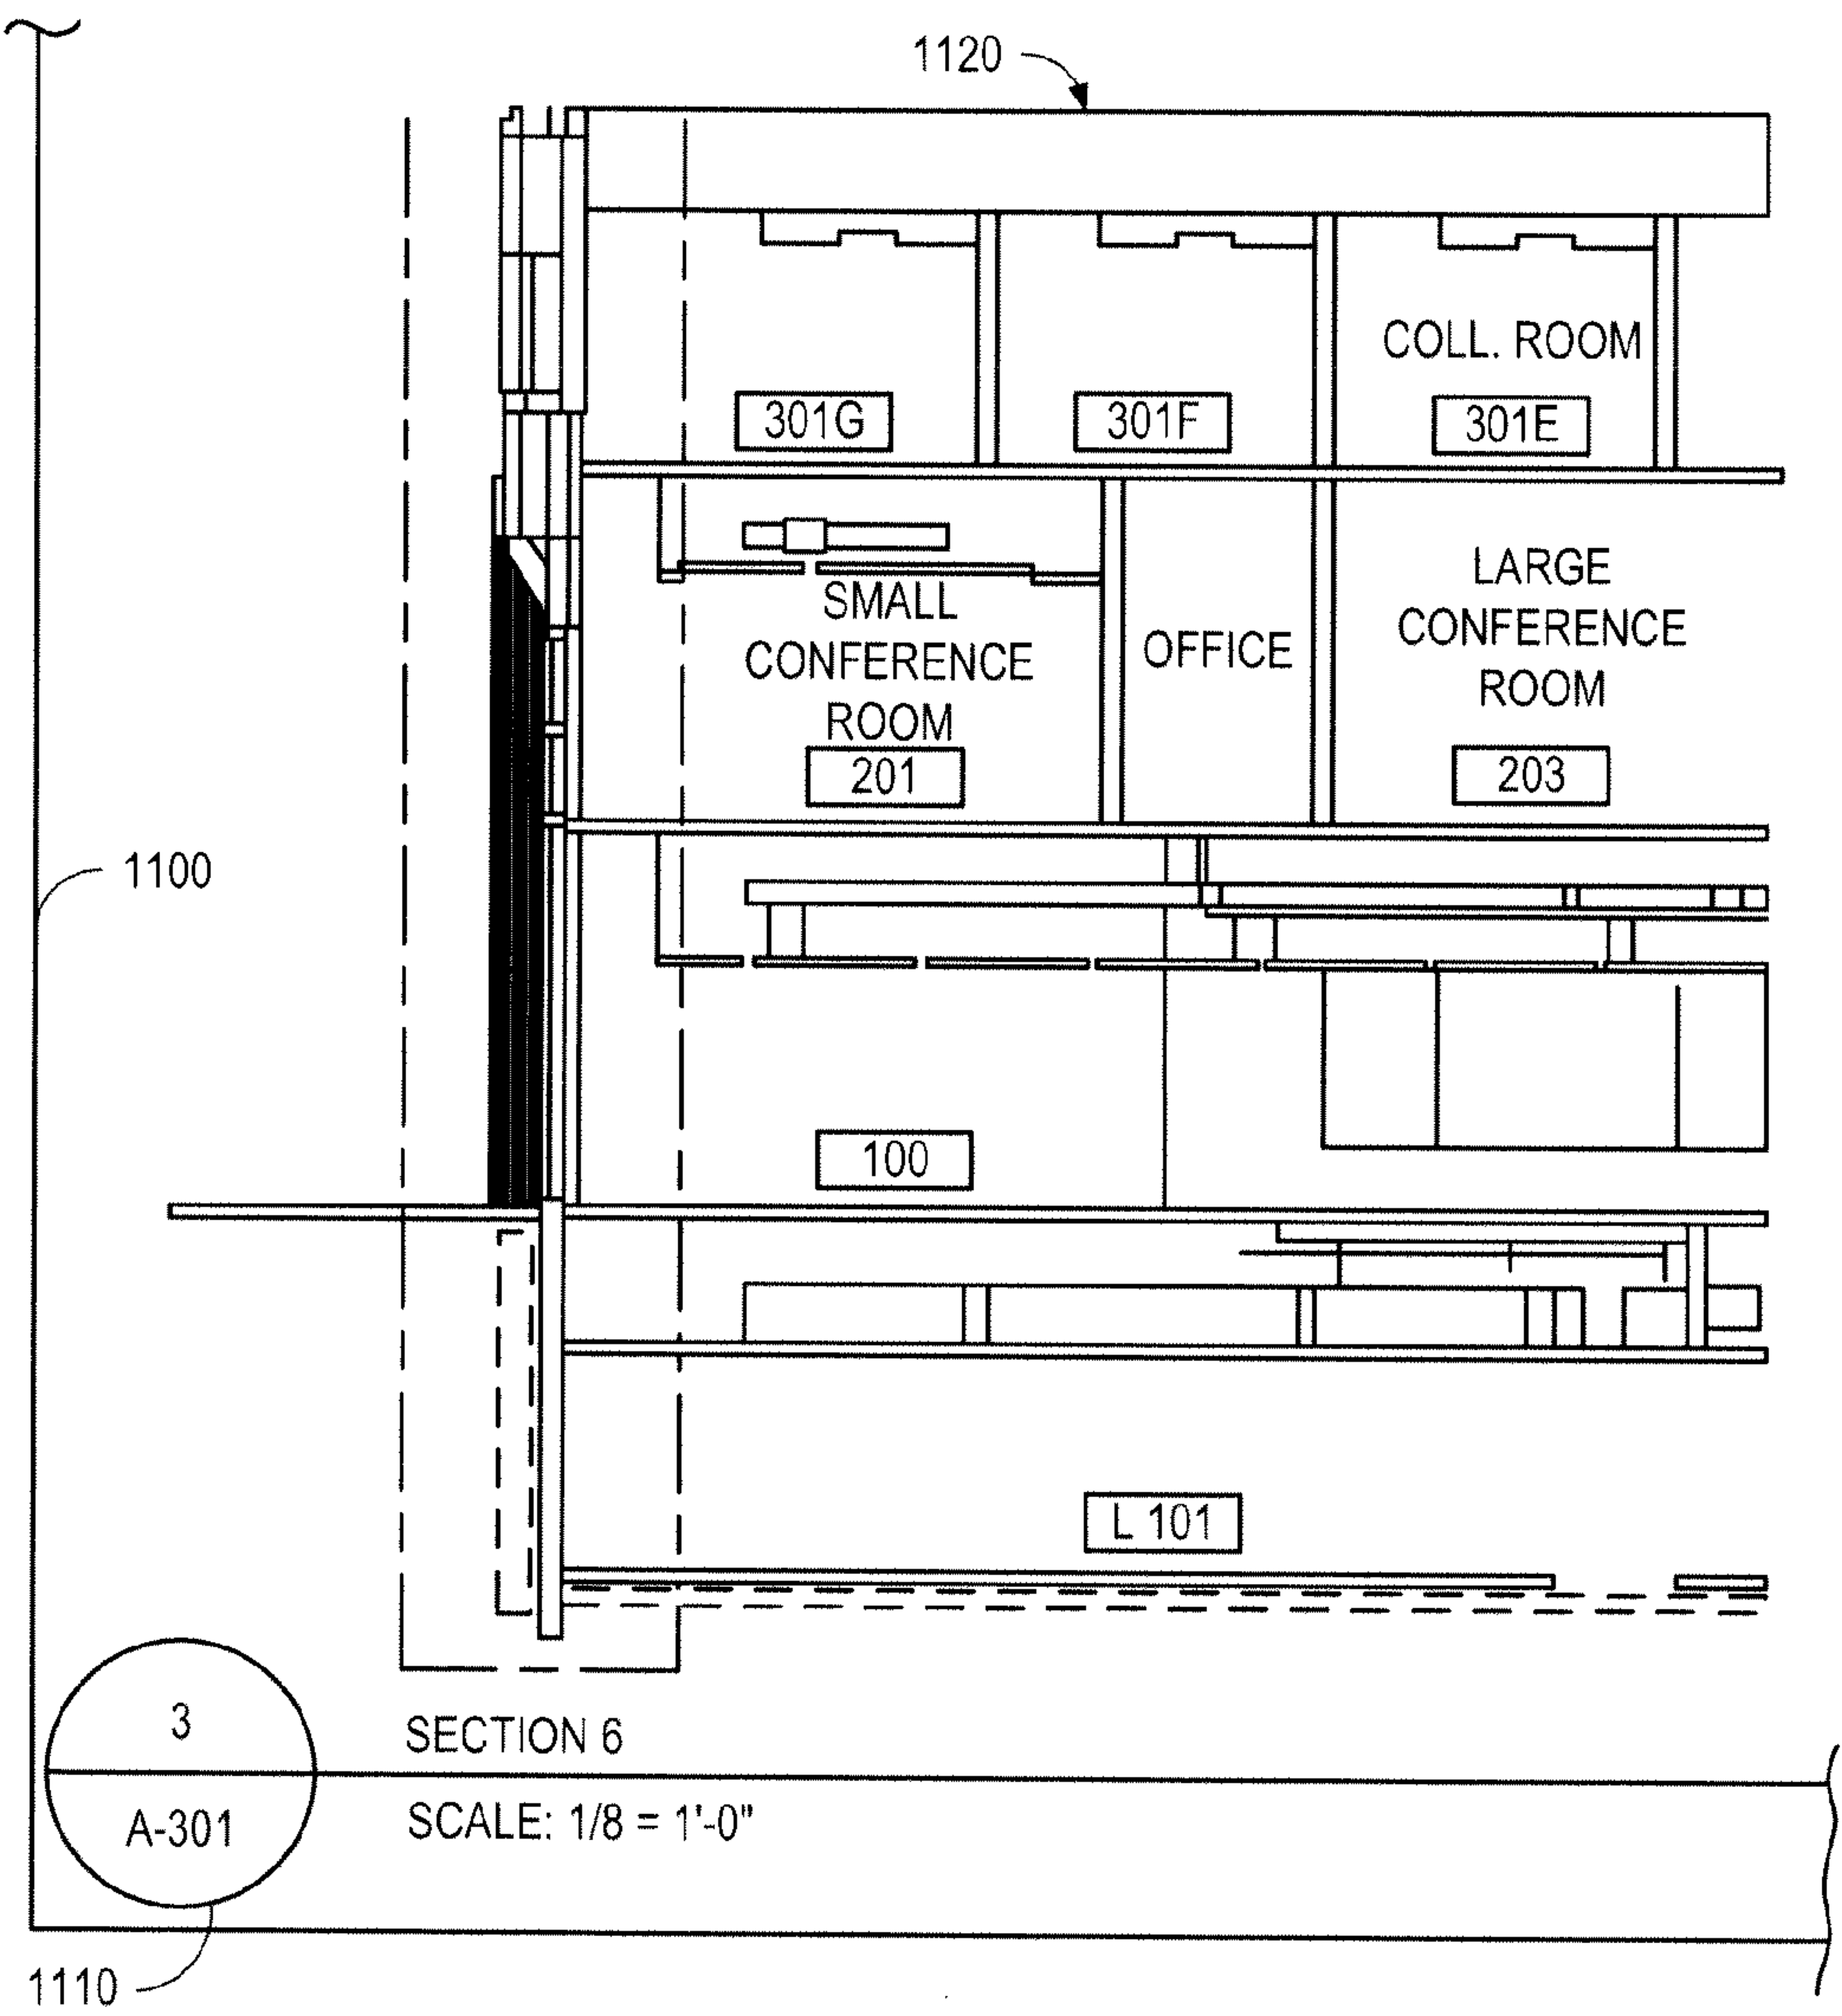 1120
COLL. ROOM
301G
301F
301E
SMALL
CONFERENCE
ROOM
201
OFFICE
LARGE
CONFERENCE
ROOM
203
1100
100
L 101
3
A-301
SECTION 6
SCALE: 1/8 = 1'-0"
1110